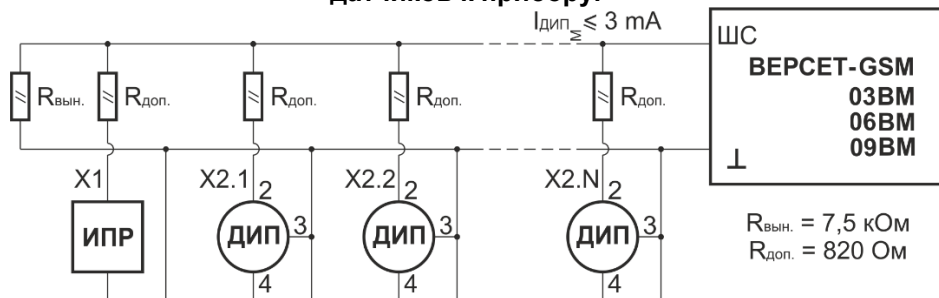 датчиков к прибору.
IДИПм ≤ 3 mA
ШС
ВЕРСЕТ-GSM
03ВМ
06ВМ
09ВМ
⊥
Rвын. Rдоп. Rдоп. Rдоп. Rдоп.
X1 X2.1 X2.2 X2.N
2 2 2
ИПР ДИП 3 ДИП 3 ДИП 3
4 4 4
Rвын. = 7,5 кОм
Rдоп. = 820 Ом